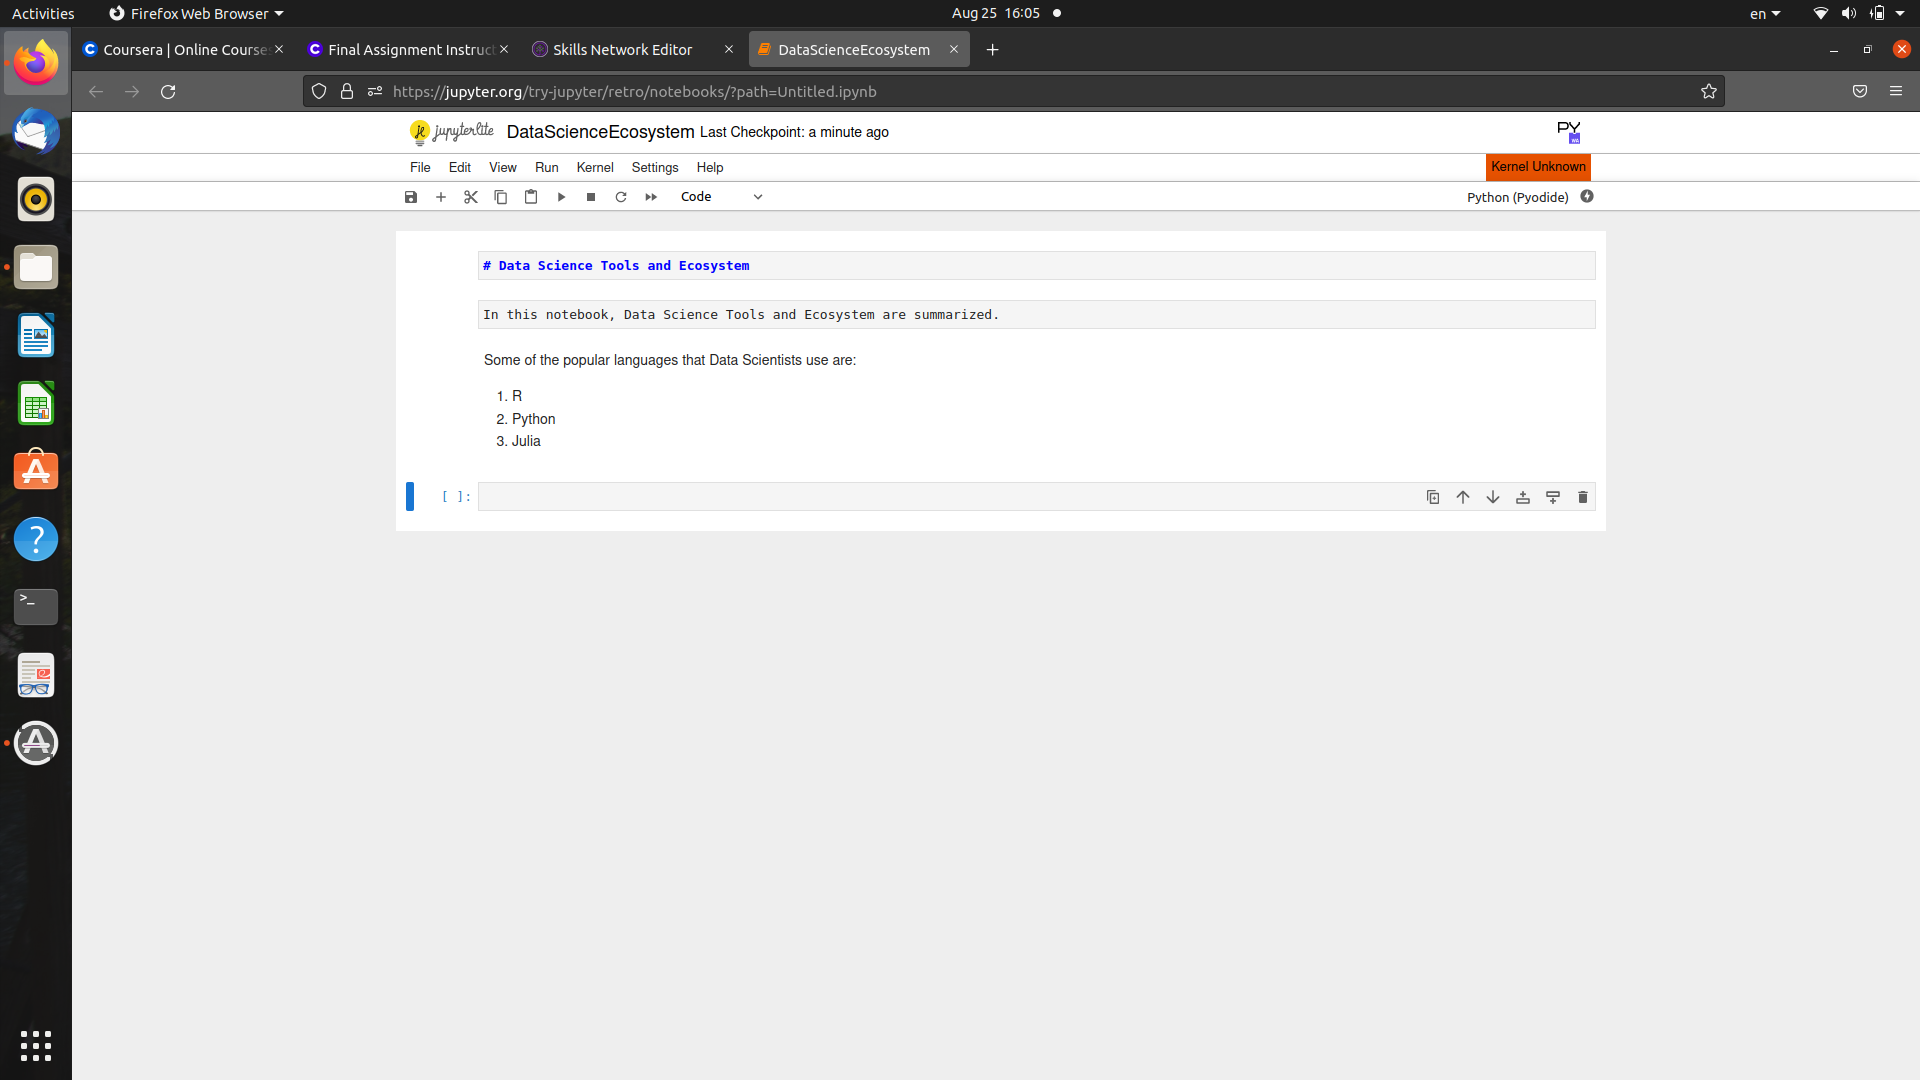 Activities
Firefox Web Browser
Aug 25 16:05
en
Coursera | Online Course
Final Assignment Instruct
Skills Network Editor
DataScienceEcosystem
https://jupyter.org/try-jupyter/retro/notebooks/?path=Untitled.ipynb
jupyterlite
DataScienceEcosystem Last Checkpoint: a minute ago
PY
File Edit View Run Kernel Settings Help
Kernel Unknown
Code
Python (Pyodide)
# Data Science Tools and Ecosystem
In this notebook, Data Science Tools and Ecosystem are summarized.
Some of the popular languages that Data Scientists use are:
1. R
2. Python
3. Julia
[ ]: